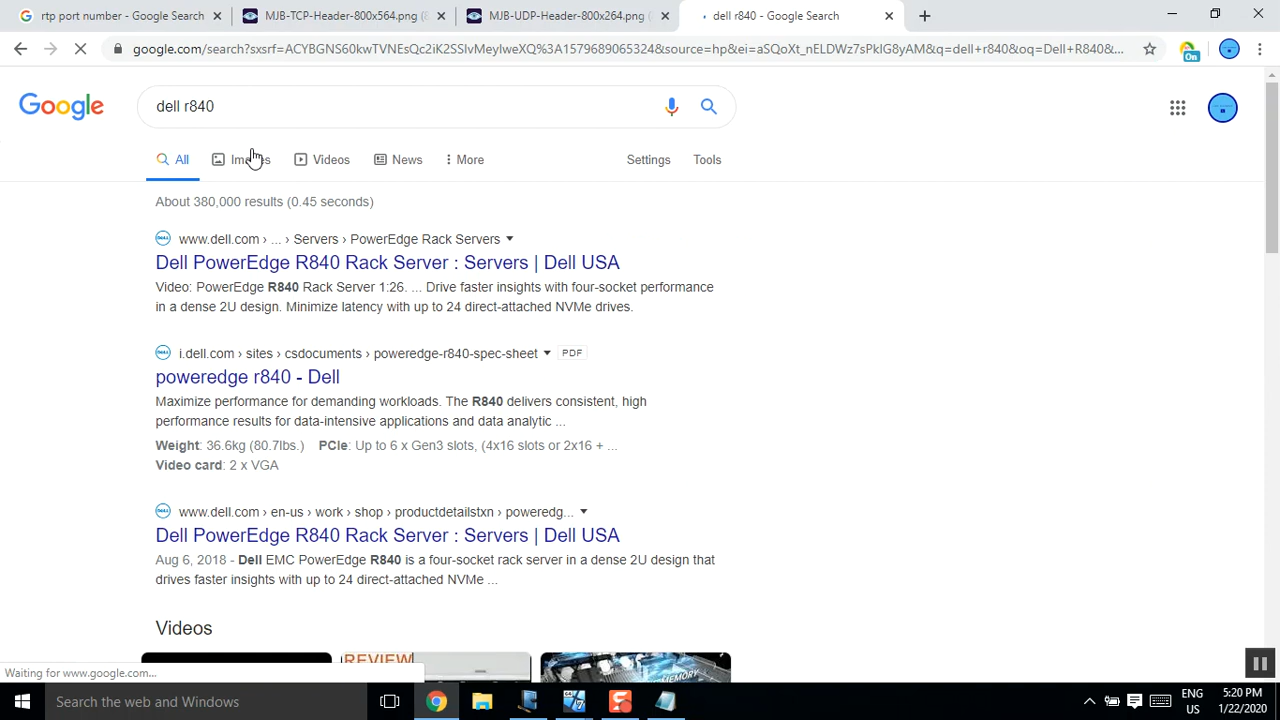 rtp port number - Google Search
MJB-TCP-Header-800x564.png (8
MJB-UDP-Header-800x264.png (
dell r840 - Google Search
google.com/search?sxsrf=ACYBGNS60kwTVNEsQc2iK2SSIvMeyIweXQ%3A1579689065324&source=hp&ei=aSQoXt_nELDWz7sPkIG8yAM&q=dell+r840&oq=Dell+R840&...
On
Google
dell r840
All Images Videos News More Settings Tools
About 380,000 results (0.45 seconds)
www.dell.com › ... › Servers › PowerEdge Rack Servers
Dell PowerEdge R840 Rack Server : Servers | Dell USA
Video: PowerEdge R840 Rack Server 1:26. ... Drive faster insights with four-socket performance
in a dense 2U design. Minimize latency with up to 24 direct-attached NVMe drives.
i.dell.com › sites › csdocuments › poweredge-r840-spec-sheet PDF
poweredge r840 - Dell
Maximize performance for demanding workloads. The R840 delivers consistent, high
performance results for data-intensive applications and data analytic ...
Weight: 36.6kg (80.7lbs.) PCIe: Up to 6 x Gen3 slots, (4x16 slots or 2x16 + ...
Video card: 2 x VGA
www.dell.com › en-us › work › shop › productdetailstxn › poweredg...
Dell PowerEdge R840 Rack Server : Servers | Dell USA
Aug 6, 2018 - Dell EMC PowerEdge R840 is a four-socket rack server in a dense 2U design that
drives faster insights with up to 24 direct-attached NVMe ...
Videos
REVIEW
MEMORY
Waiting for www.google.com...
Search the web and Windows
ENG
US
5:20 PM
1/22/2020